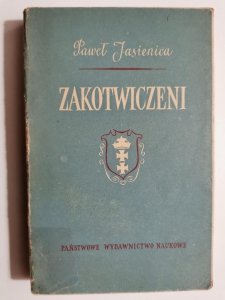 Paweł Jasienica
ZAKOTWICZENI
PAŃSTWOWE WYDAWNICTWO NAUKOWE